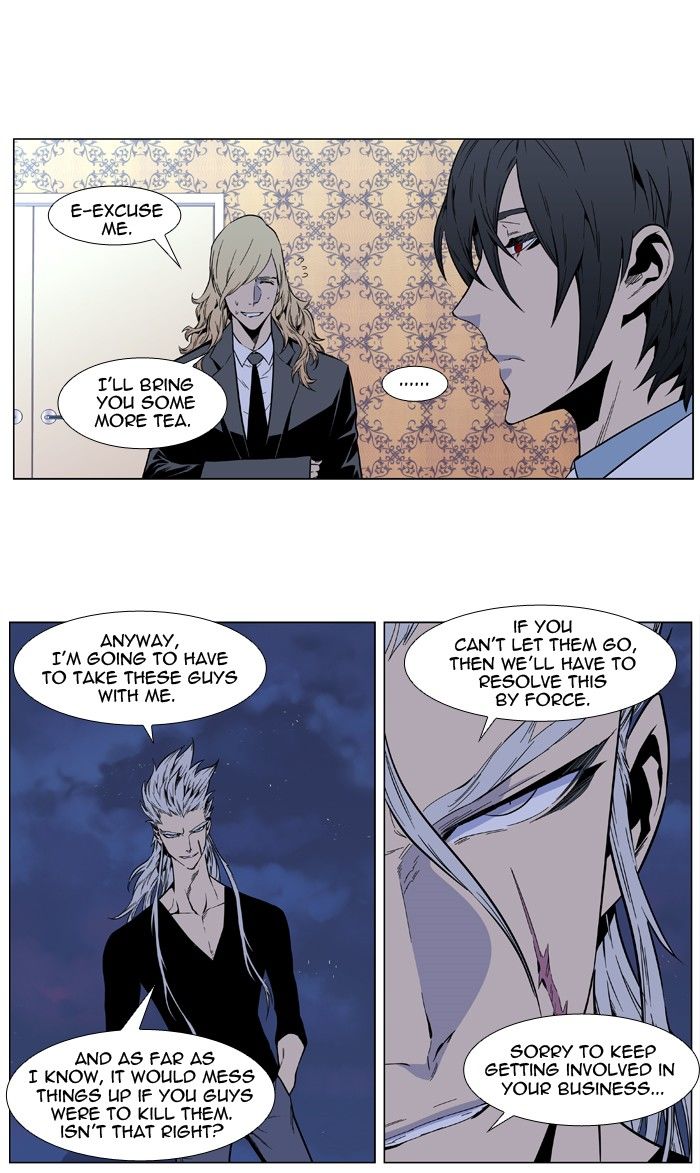 E-EXCUSE
ME.
I'LL BRING
YOU SOME
MORE TEA.
......
ANYWAY,
I'M GOING TO HAVE
TO TAKE THESE GUYS
WITH ME.
AND AS FAR AS
I KNOW, IT WOULD MESS
THINGS UP IF YOU GUYS
WERE TO KILL THEM.
ISN'T THAT RIGHT?
IF YOU
CAN'T LET THEM GO,
THEN WE'LL HAVE TO
RESOLVE THIS
BY FORCE.
SORRY TO KEEP
GETTING INVOLVED IN
YOUR BUSINESS...